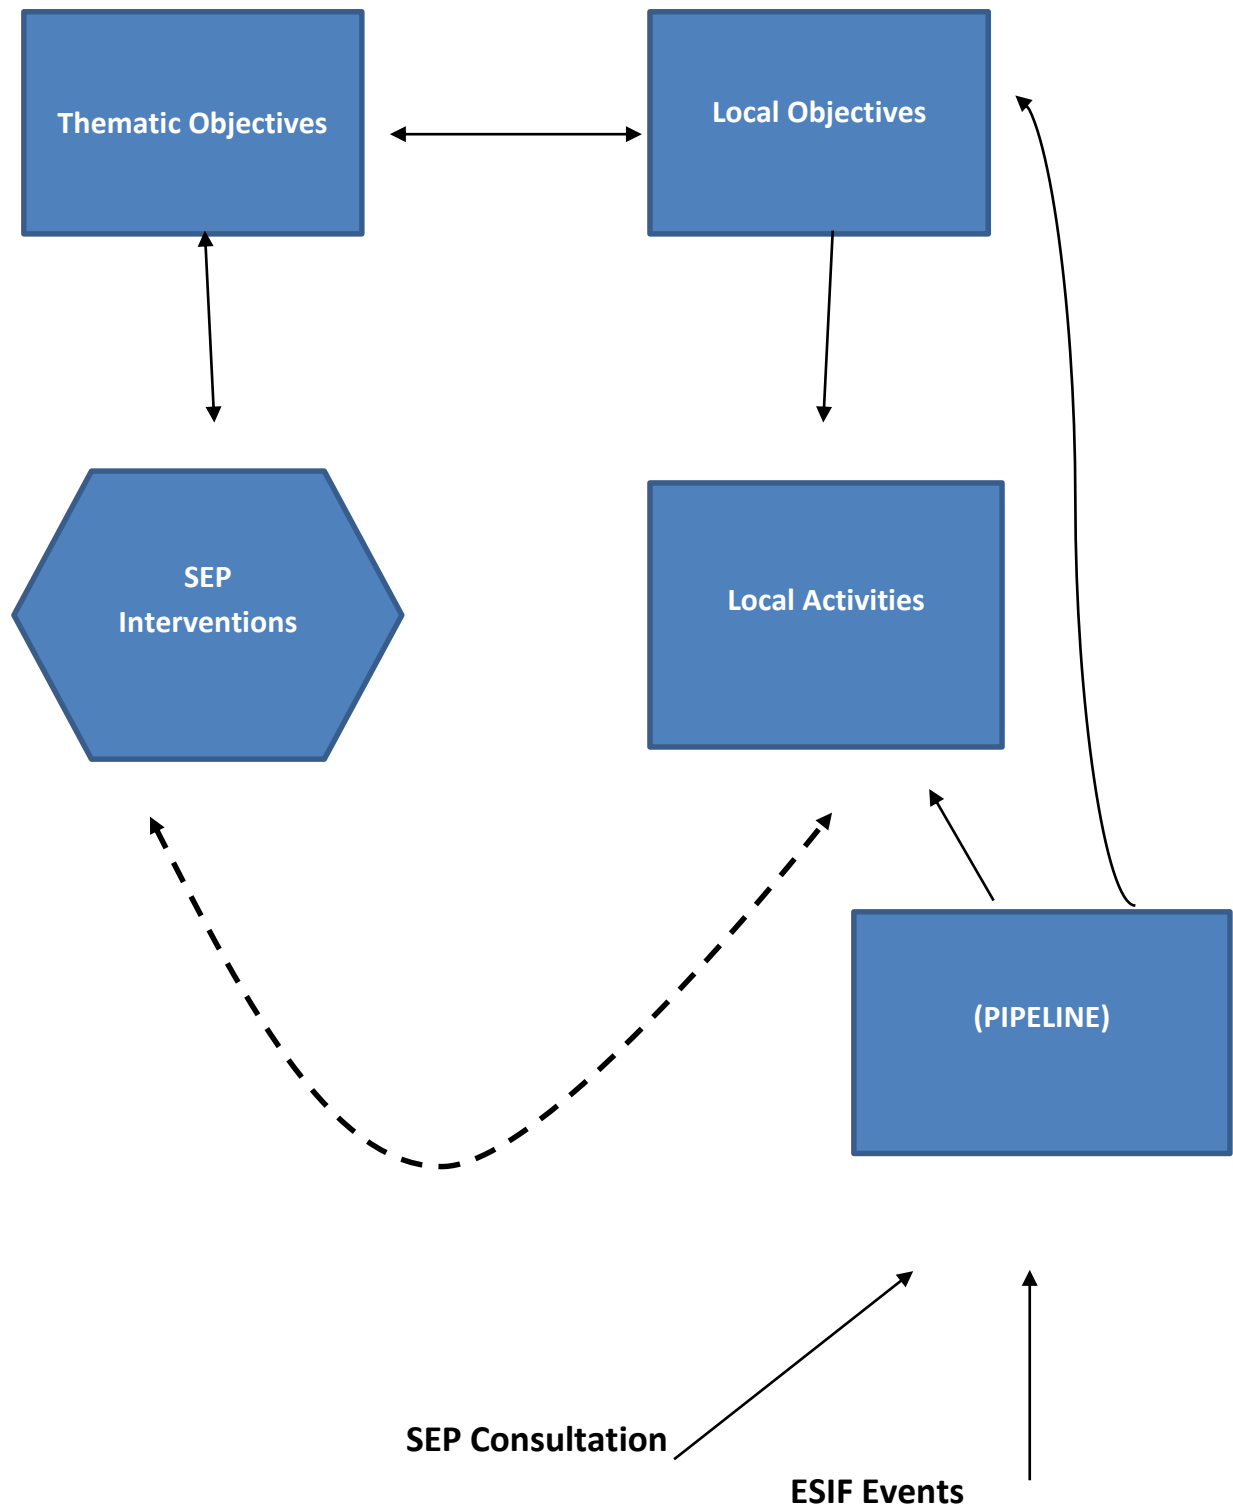 Thematic Objectives
Local Objectives
SEP
Interventions
Local Activities
(PIPELINE)
SEP Consultation
ESIF Events